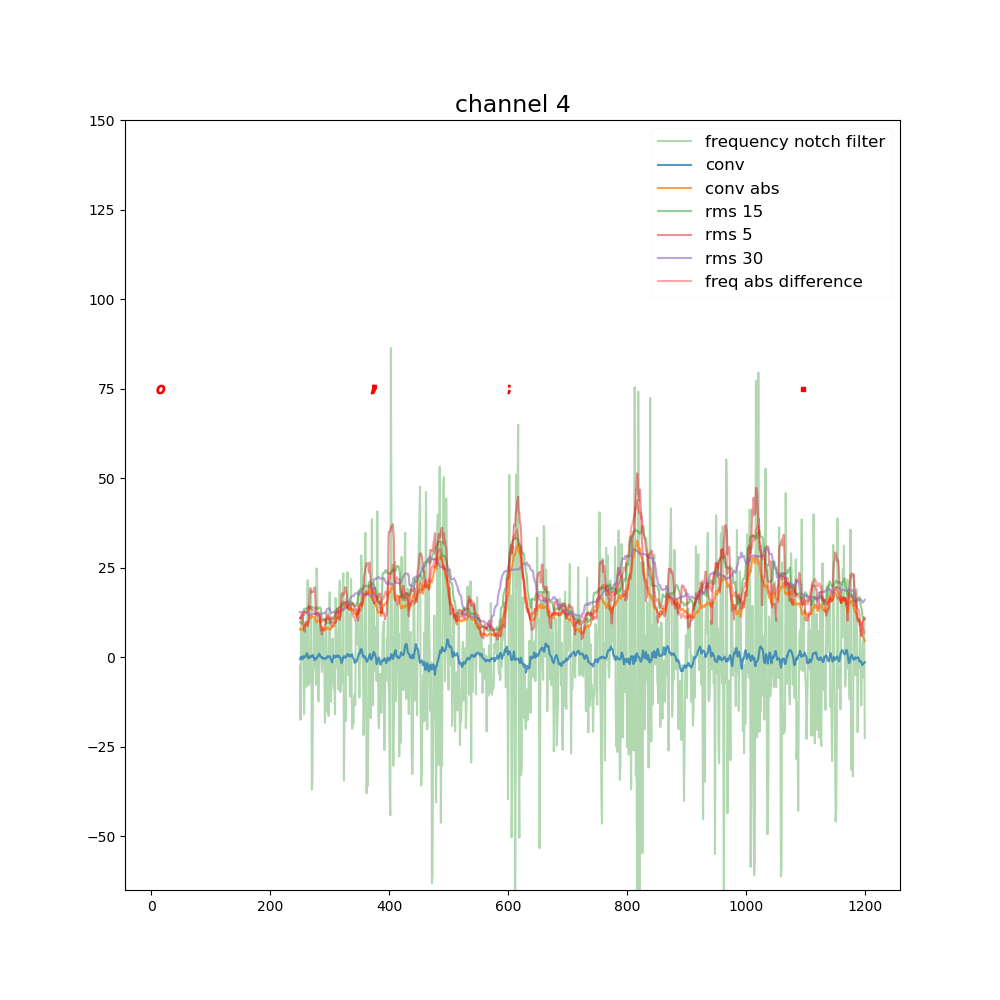 channel 4
150
125
100
75
50
25
0
−25
−50
frequency notch filter
conv
conv abs
rms 15
rms 5
rms 30
freq abs difference
o , ; .
0 200 400 600 800 1000 1200